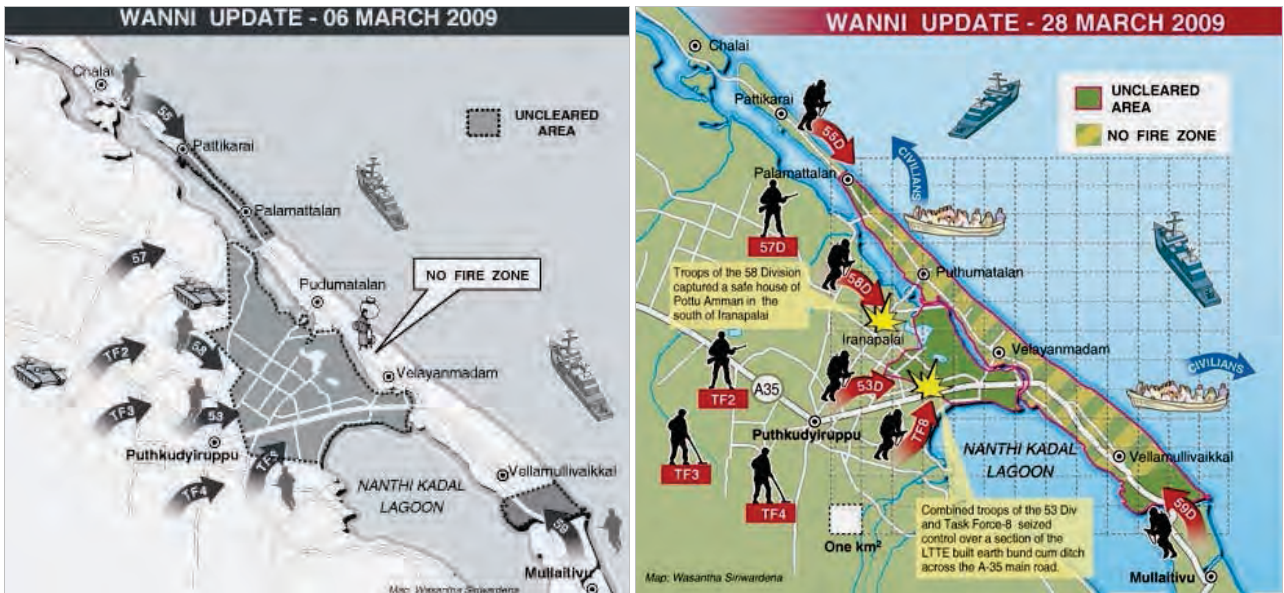 WANNI UPDATE - 06 MARCH 2009
Chalai
55
Pattikarai
UNCLEARED
AREA
Palamattalan
57
NO FIRE ZONE
Pudumatalan
TF2
58
Velayanmadam
TF3
53
Puthkudyiruppu
TF4
Vellamullivaikkal
NANTHI KADAL
LAGOON
59
Mullaitivu
Map: Wasantha Siriwardena
WANNI UPDATE - 28 MARCH 2009
Chalai
UNCLEARED
AREA
NO FIRE ZONE
Pattikarai
55D
CIVILIANS
Palamattalan
57D
Troops of the 58 Division
captured a safe house of
Pottu Amman in the
south of Iranapalai
58D
Puthumatalan
Iranapalai
Velayanmadam
CIVILIANS
TF2
A35
53D
Puthkudyiruppu
TF8
TF3
TF4
NANTHI KADAL
LAGOON
Vellamullivaikkal
One km²
Combined troops of the 53 Div
and Task Force-8 seized
control over a section of the
LTTE built earth bund cum ditch
across the A-35 main road.
59D
Mullaitivu
Map: Wasantha Siriwardena